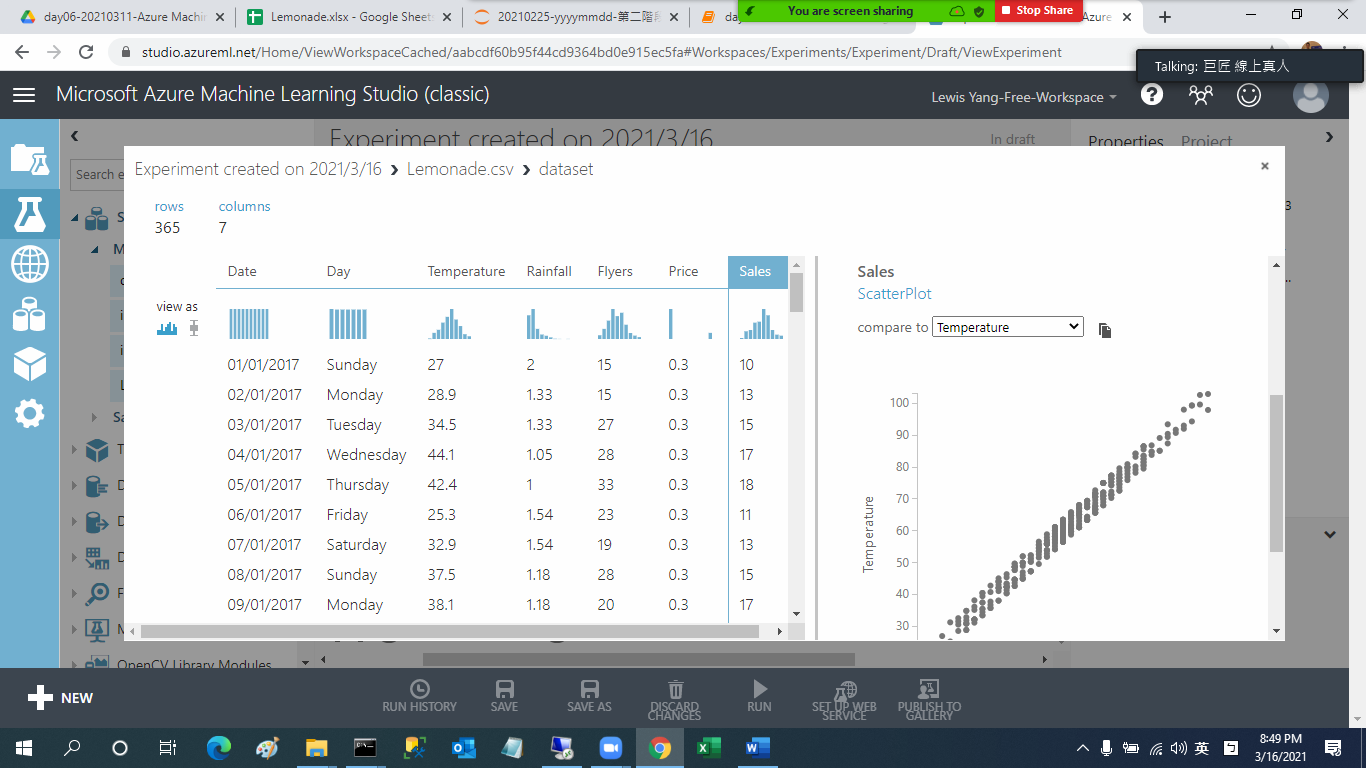 day06-20210311-Azure Machin
Lemonade.xlsx - Google Sheets
20210225-yyyymmdd-第二階段
You are screen sharing
Stop Share
Azure
studio.azureml.net/Home/ViewWorkspaceCached/aabcdf60b95f44cd9364bd0e915ec5fa#Workspaces/Experiments/Experiment/Draft/ViewExperiment
Talking: 巨匠 線上真人
Microsoft Azure Machine Learning Studio (classic)
Lewis Yang-Free-Workspace
Experiment created on 2021/3/16
In draft
Properties Project
Search e
Experiment created on 2021/3/16 > Lemonade.csv > dataset
rows columns
365 7
view as
Date Day Temperature Rainfall Flyers Price Sales
01/01/2017 Sunday 27 2 15 0.3 10
02/01/2017 Monday 28.9 1.33 15 0.3 13
03/01/2017 Tuesday 34.5 1.33 27 0.3 15
04/01/2017 Wednesday 44.1 1.05 28 0.3 17
05/01/2017 Thursday 42.4 1 33 0.3 18
06/01/2017 Friday 25.3 1.54 23 0.3 11
07/01/2017 Saturday 32.9 1.54 19 0.3 13
08/01/2017 Sunday 37.5 1.18 28 0.3 15
09/01/2017 Monday 38.1 1.18 20 0.3 17
Sales
ScatterPlot
compare to Temperature
100
90
80
70
60
50
40
30
Temperature
OpenCV Library Modules
NEW
RUN HISTORY
SAVE
SAVE AS
DISCARD CHANGES
RUN
SET UP WEB SERVICE
PUBLISH TO GALLERY
英
8:49 PM
3/16/2021